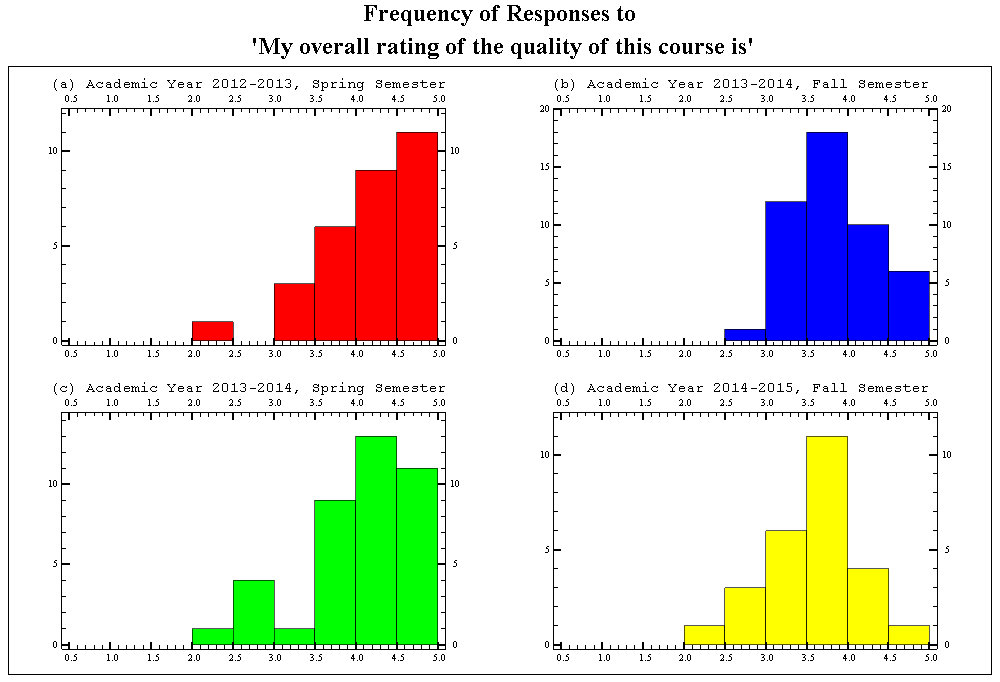 Frequency of Responses to
'My overall rating of the quality of this course is'
(a) Academic Year 2012-2013, Spring Semester
0.5 1.0 1.5 2.0 2.5 3.0 3.5 4.0 4.5 5.0
10 10
5 5
0 0
0.5 1.0 1.5 2.0 2.5 3.0 3.5 4.0 4.5 5.0
(b) Academic Year 2013-2014, Fall Semester
0.5 1.0 1.5 2.0 2.5 3.0 3.5 4.0 4.5 5.0
20 20
15 15
10 10
5 5
0 0
0.5 1.0 1.5 2.0 2.5 3.0 3.5 4.0 4.5 5.0
(c) Academic Year 2013-2014, Spring Semester
0.5 1.0 1.5 2.0 2.5 3.0 3.5 4.0 4.5 5.0
10 10
5 5
0 0
0.5 1.0 1.5 2.0 2.5 3.0 3.5 4.0 4.5 5.0
(d) Academic Year 2014-2015, Fall Semester
0.5 1.0 1.5 2.0 2.5 3.0 3.5 4.0 4.5 5.0
10 10
5 5
0 0
0.5 1.0 1.5 2.0 2.5 3.0 3.5 4.0 4.5 5.0